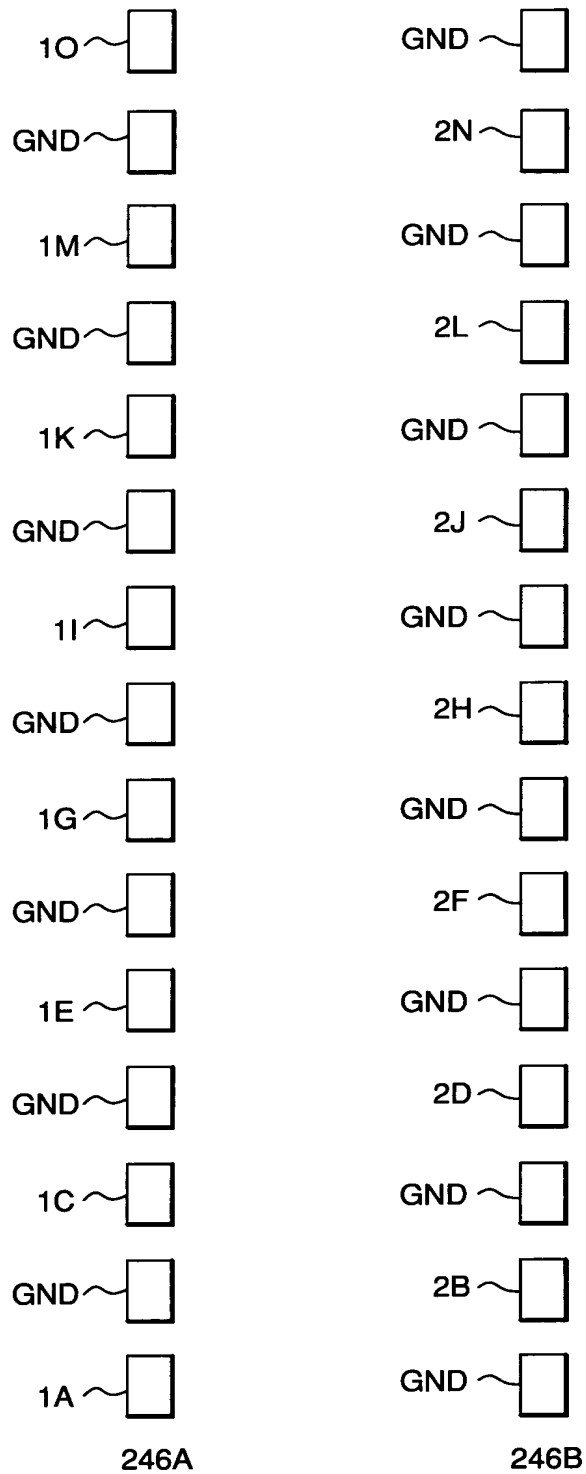 1O GND
GND 2N
1M GND
GND 2L
1K GND
GND 2J
1I GND
GND 2H
1G GND
GND 2F
1E GND
GND 2D
1C GND
GND 2B
1A GND
246A 246B